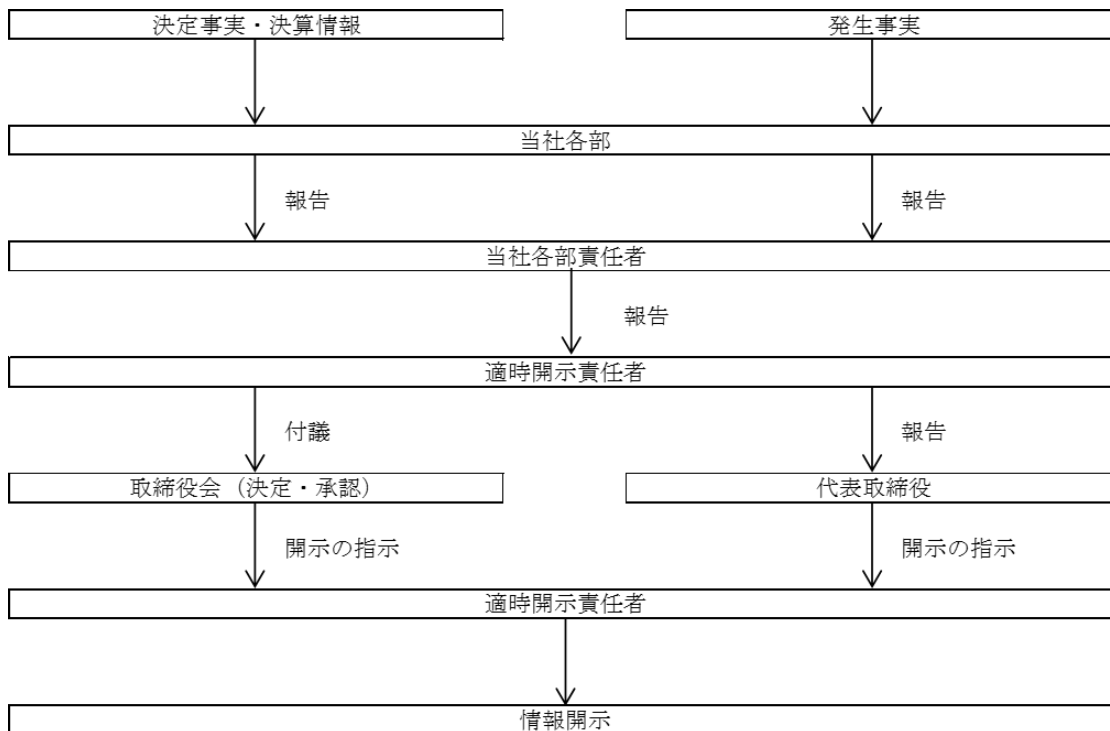 決定事実・決算情報
発生事実
当社各部
報告
報告
当社各部責任者
報告
適時開示責任者
付議
報告
取締役会（決定・承認）
代表取締役
開示の指示
開示の指示
適時開示責任者
情報開示